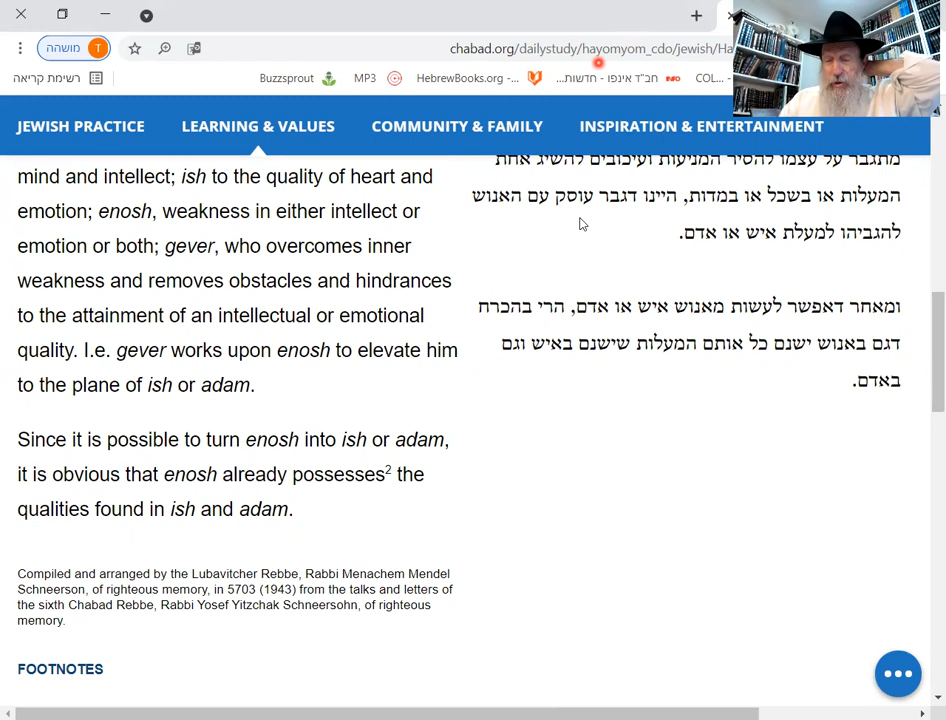 T מושהה
chabad.org/dailystudy/hayomyom_cdo/jewish/Ha
רשימת קריאה
Buzzsprout
MP3
HebrewBooks.org -...
חב"ד אינפו - חדשות...
INFO
COL...
JEWISH PRACTICE LEARNING & VALUES COMMUNITY & FAMILY INSPIRATION & ENTERTAINMENT
mind and intellect; ish to the quality of heart and
emotion; enosh, weakness in either intellect or
emotion or both; gever, who overcomes inner
weakness and removes obstacles and hindrances
to the attainment of an intellectual or emotional
quality. I.e. gever works upon enosh to elevate him
to the plane of ish or adam.
Since it is possible to turn enosh into ish or adam,
it is obvious that enosh already possesses2 the
qualities found in ish and adam.
מתגבר על עצמו להסיר המניעות ועיכובים להשיג אחת
המעלות או בשכל או במדות, היינו דגבר עוסק עם האנוש
להגביהו למעלת איש או אדם.
ומאחר דאפשר לעשות מאנוש איש או אדם, הרי בהכרח
דגם באנוש ישנם כל אותם המעלות שישנם באיש וגם
באדם.
Compiled and arranged by the Lubavitcher Rebbe, Rabbi Menachem Mendel
Schneerson, of righteous memory, in 5703 (1943) from the talks and letters of
the sixth Chabad Rebbe, Rabbi Yosef Yitzchak Schneersohn, of righteous
memory.
FOOTNOTES